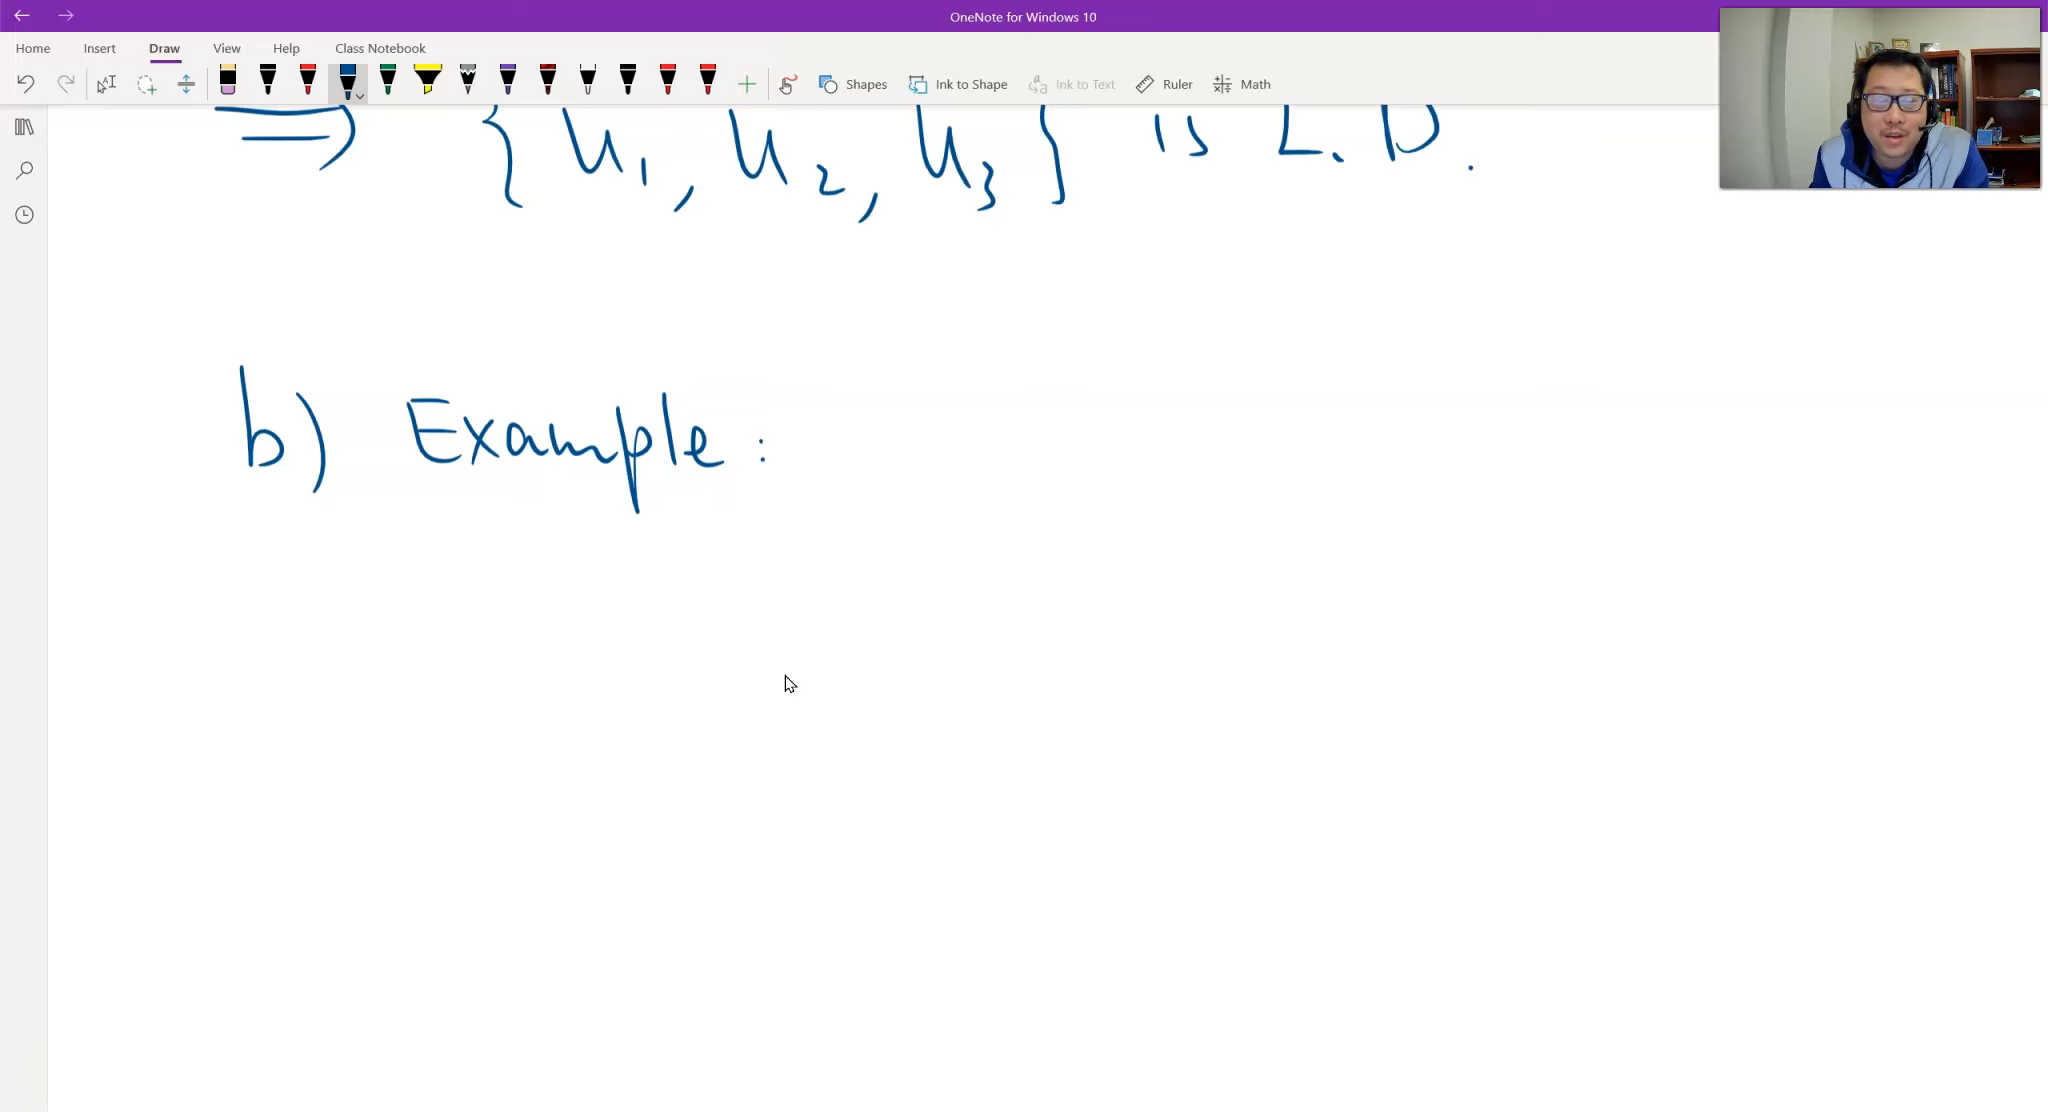 OneNote for Windows 10
Home Insert Draw View Help Class Notebook
Shapes Ink to Shape Ink to Text Ruler Math
⇒ { u₁, u₂, u₃ } is L.D.
b) Example: